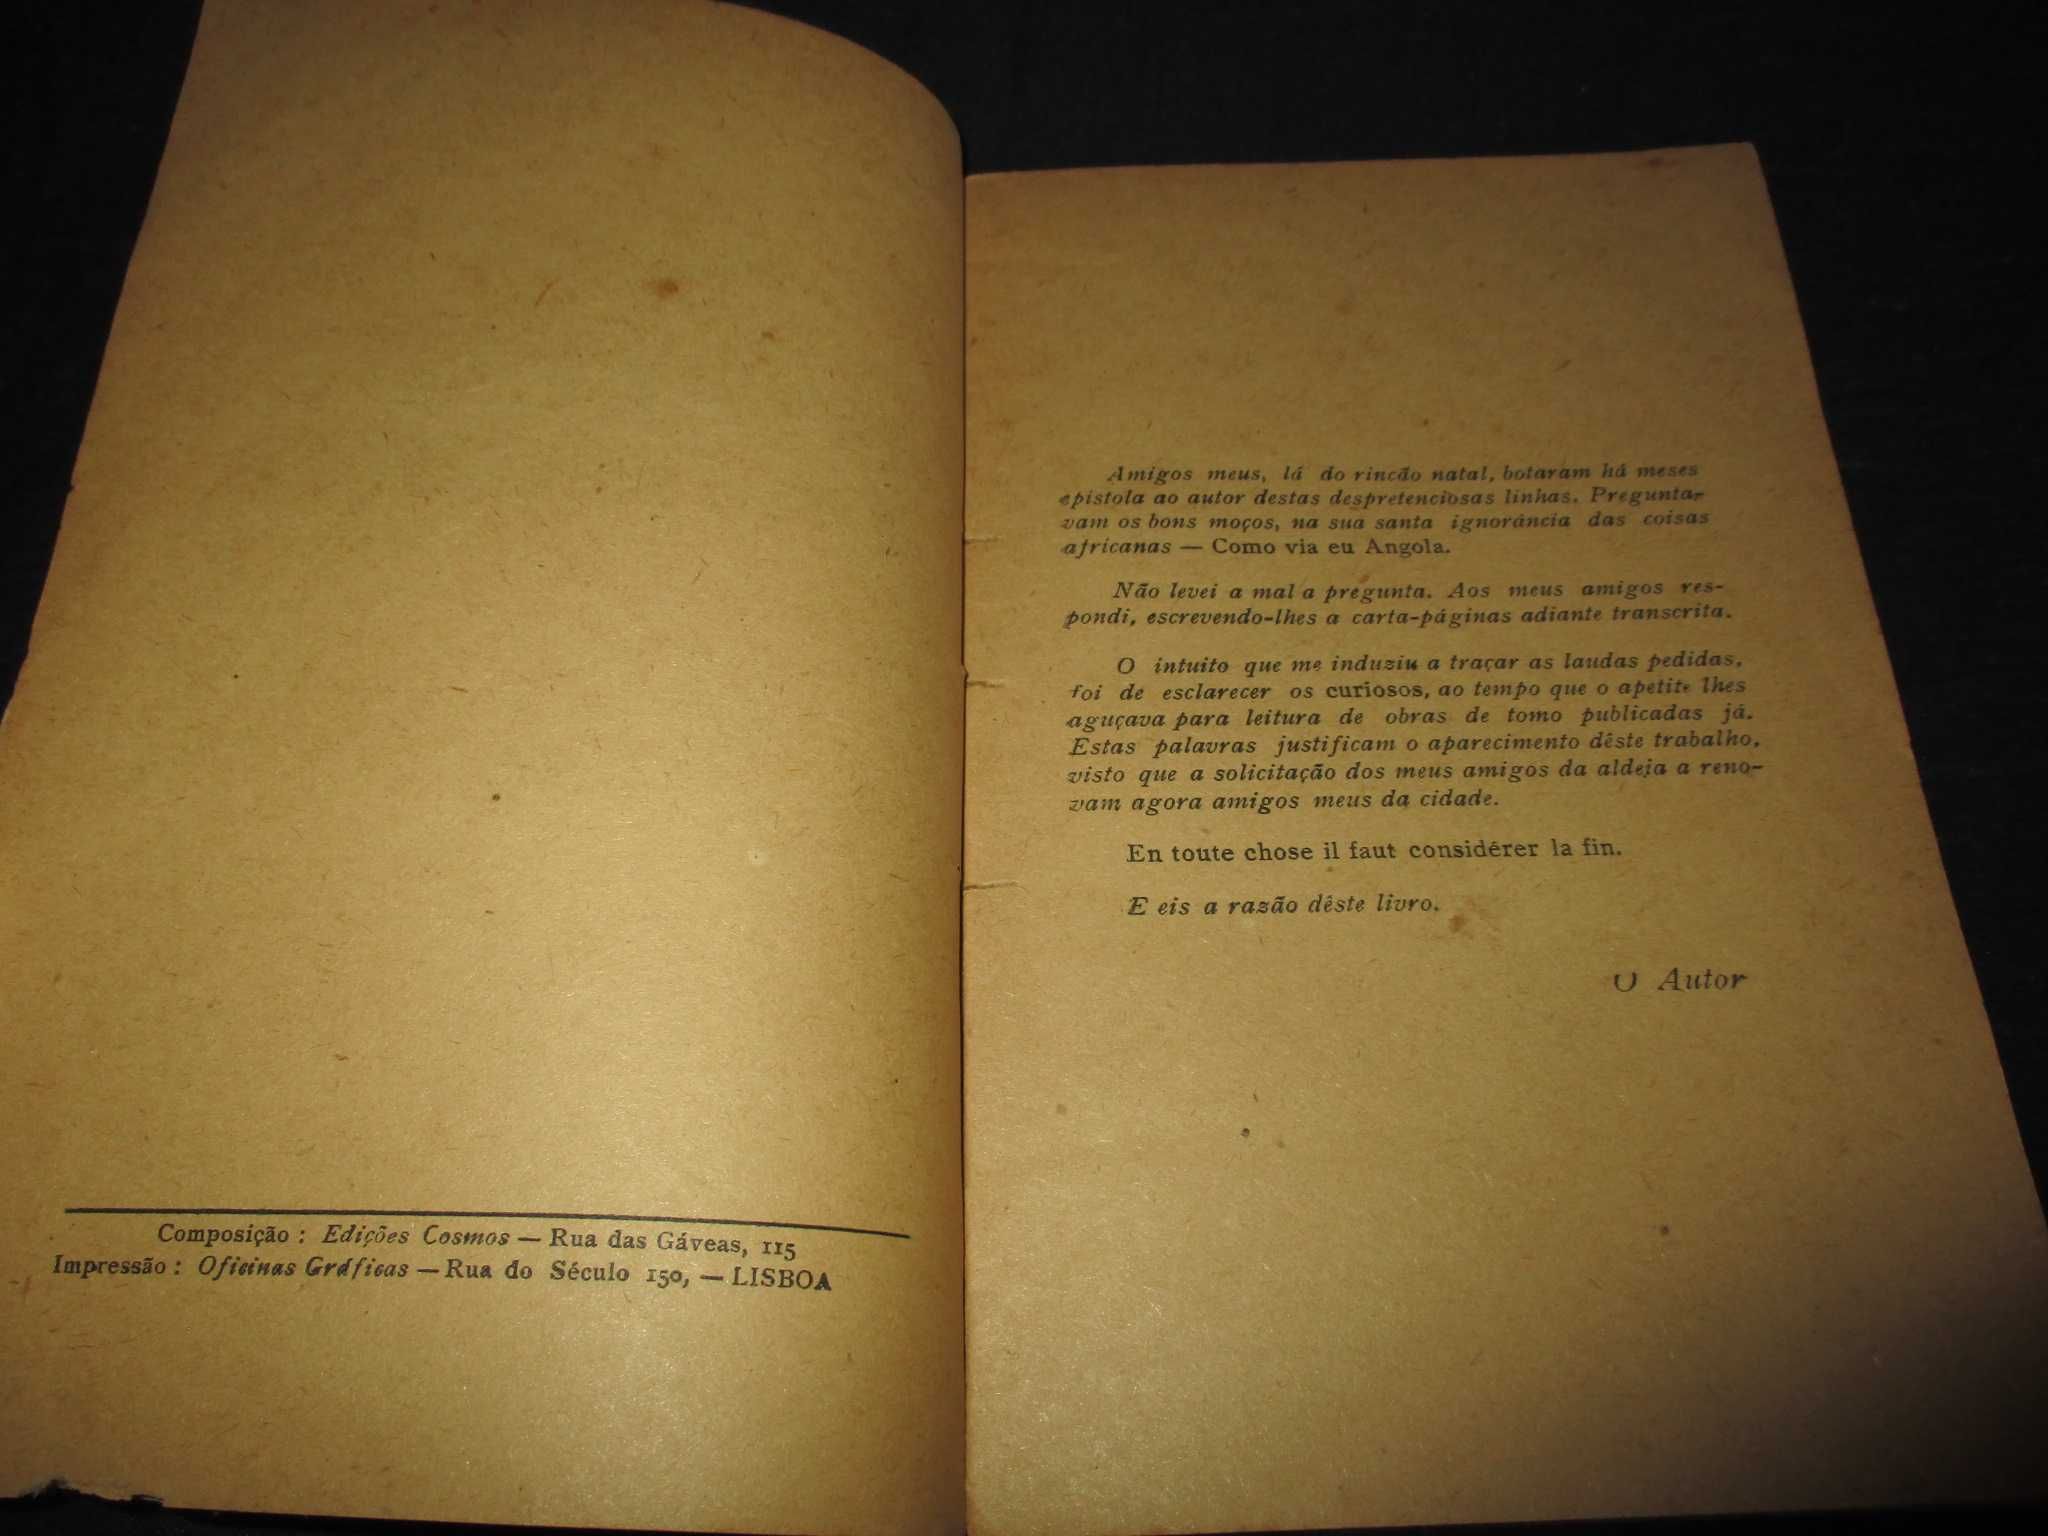 Composição : Edições Cosmos — Rua das Gáveas, 115
Impressão : Oficinas Gráficas — Rua do Século 150, — LISBOA
Amigos meus, lá do rincão natal, botaram há meses
epistola ao autor destas despretenciosas linhas. Pregunta-
vam os bons moços, na sua santa ignorância das coisas
africanas — Como via eu Angola.
Não levei a mal a pregunta. Aos meus amigos res-
pondi, escrevendo-lhes a carta-páginas adiante transcrita.
O intuito que me induziu a traçar as laudas pedidas,
foi de esclarecer os curiosos, ao tempo que o apetite lhes
aguçava para leitura de obras de tomo publicadas já.
Estas palavras justificam o aparecimento dêste trabalho,
visto que a solicitação dos meus amigos da aldeia a reno-
vam agora amigos meus da cidade.
En toute chose il faut considérer la fin.
E eis a razão dêste livro.
O Autor